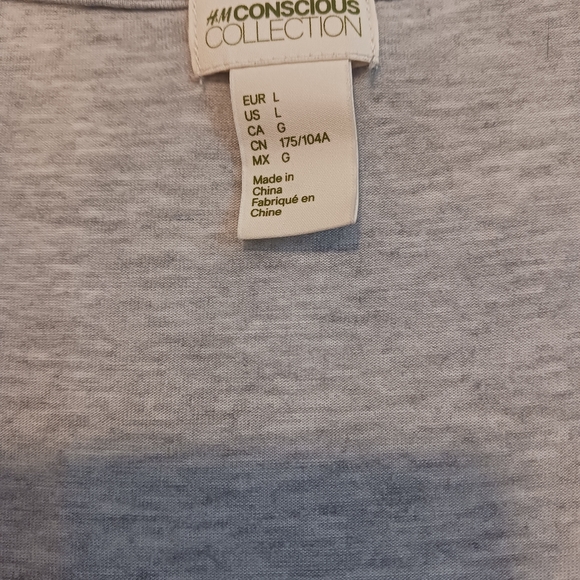 H&M CONSCIOUS
COLLECTION
EUR L
US L
CA G
CN 175/104A
MX G
Made in
China
Fabriqué en
Chine